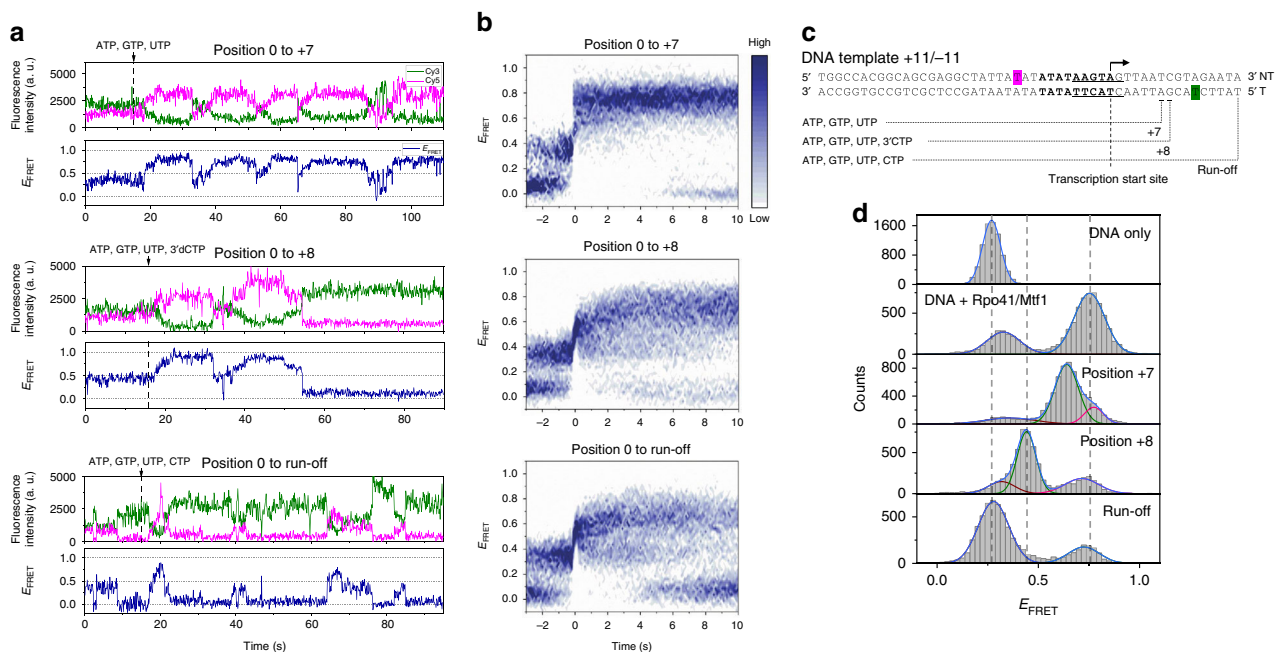 a
ATP, GTP, UTP
Position 0 to +7
Fluorescence intensity (a. u.)
5000
2500
0
Cy3
Cy5
E_FRET
1.0
0.5
0.0
E_FRET
0 20 40 60 80 100
ATP, GTP, UTP, 3′dCTP
Position 0 to +8
Fluorescence intensity (a. u.)
5000
2500
0
E_FRET
1.0
0.5
0.0
0 20 40 60 80
ATP, GTP, UTP, CTP
Position 0 to run-off
Fluorescence intensity (a. u.)
5000
2500
0
E_FRET
1.0
0.5
0.0
0 20 40 60 80
Time (s)
b
Position 0 to +7
High
Low
E_FRET
1.0
0.8
0.6
0.4
0.2
0.0
−2 0 2 4 6 8 10
Position 0 to +8
E_FRET
1.0
0.8
0.6
0.4
0.2
0.0
−2 0 2 4 6 8 10
Position 0 to run-off
E_FRET
1.0
0.8
0.6
0.4
0.2
0.0
−2 0 2 4 6 8 10
Time (s)
c
DNA template +11/−11
5′ TGGCCACGGCAGCGAGGCTATTATATATATATAAGTAGTTAATCGTAGAATA 3′ NT
3′ ACCGGTGCCGTCGCTCCGATAATATATATATTCATCAATTAGCATCTTAT 5′ T
ATP, GTP, UTP
+7
ATP, GTP, UTP, 3′CTP
+8
ATP, GTP, UTP, CTP
Run-off
Transcription start site
d
Counts
1600
800
0
DNA only
500
0
DNA + Rpo41/Mtf1
800
400
0
Position +7
500
0
Position +8
500
0
Run-off
0.0 0.5 1.0
E_FRET